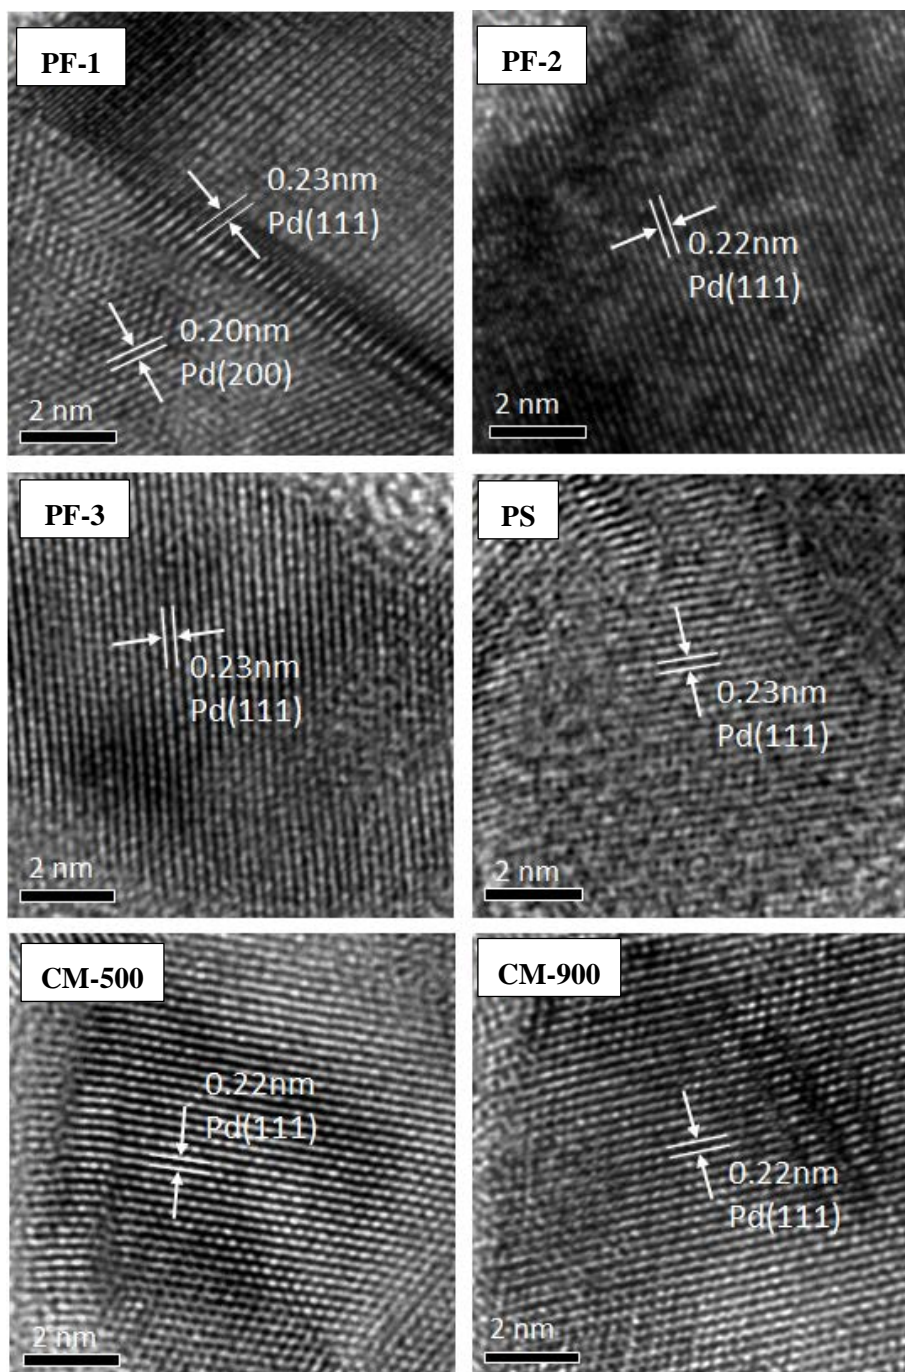 PF-1
0.23nm
Pd(111)
0.20nm
Pd(200)
2 nm
PF-2
0.22nm
Pd(111)
2 nm
PF-3
0.23nm
Pd(111)
2 nm
PS
0.23nm
Pd(111)
2 nm
CM-500
0.22nm
Pd(111)
2 nm
CM-900
0.22nm
Pd(111)
2 nm